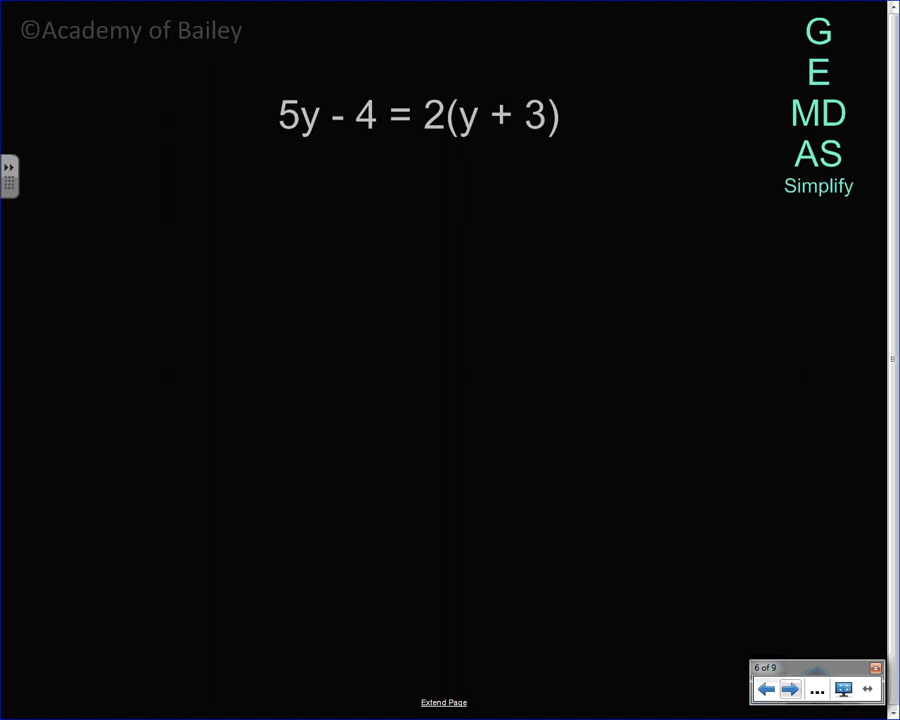 ©Academy of Bailey
5y - 4 = 2(y + 3)
G
E
MD
AS
Simplify
6 of 9
Extend Page